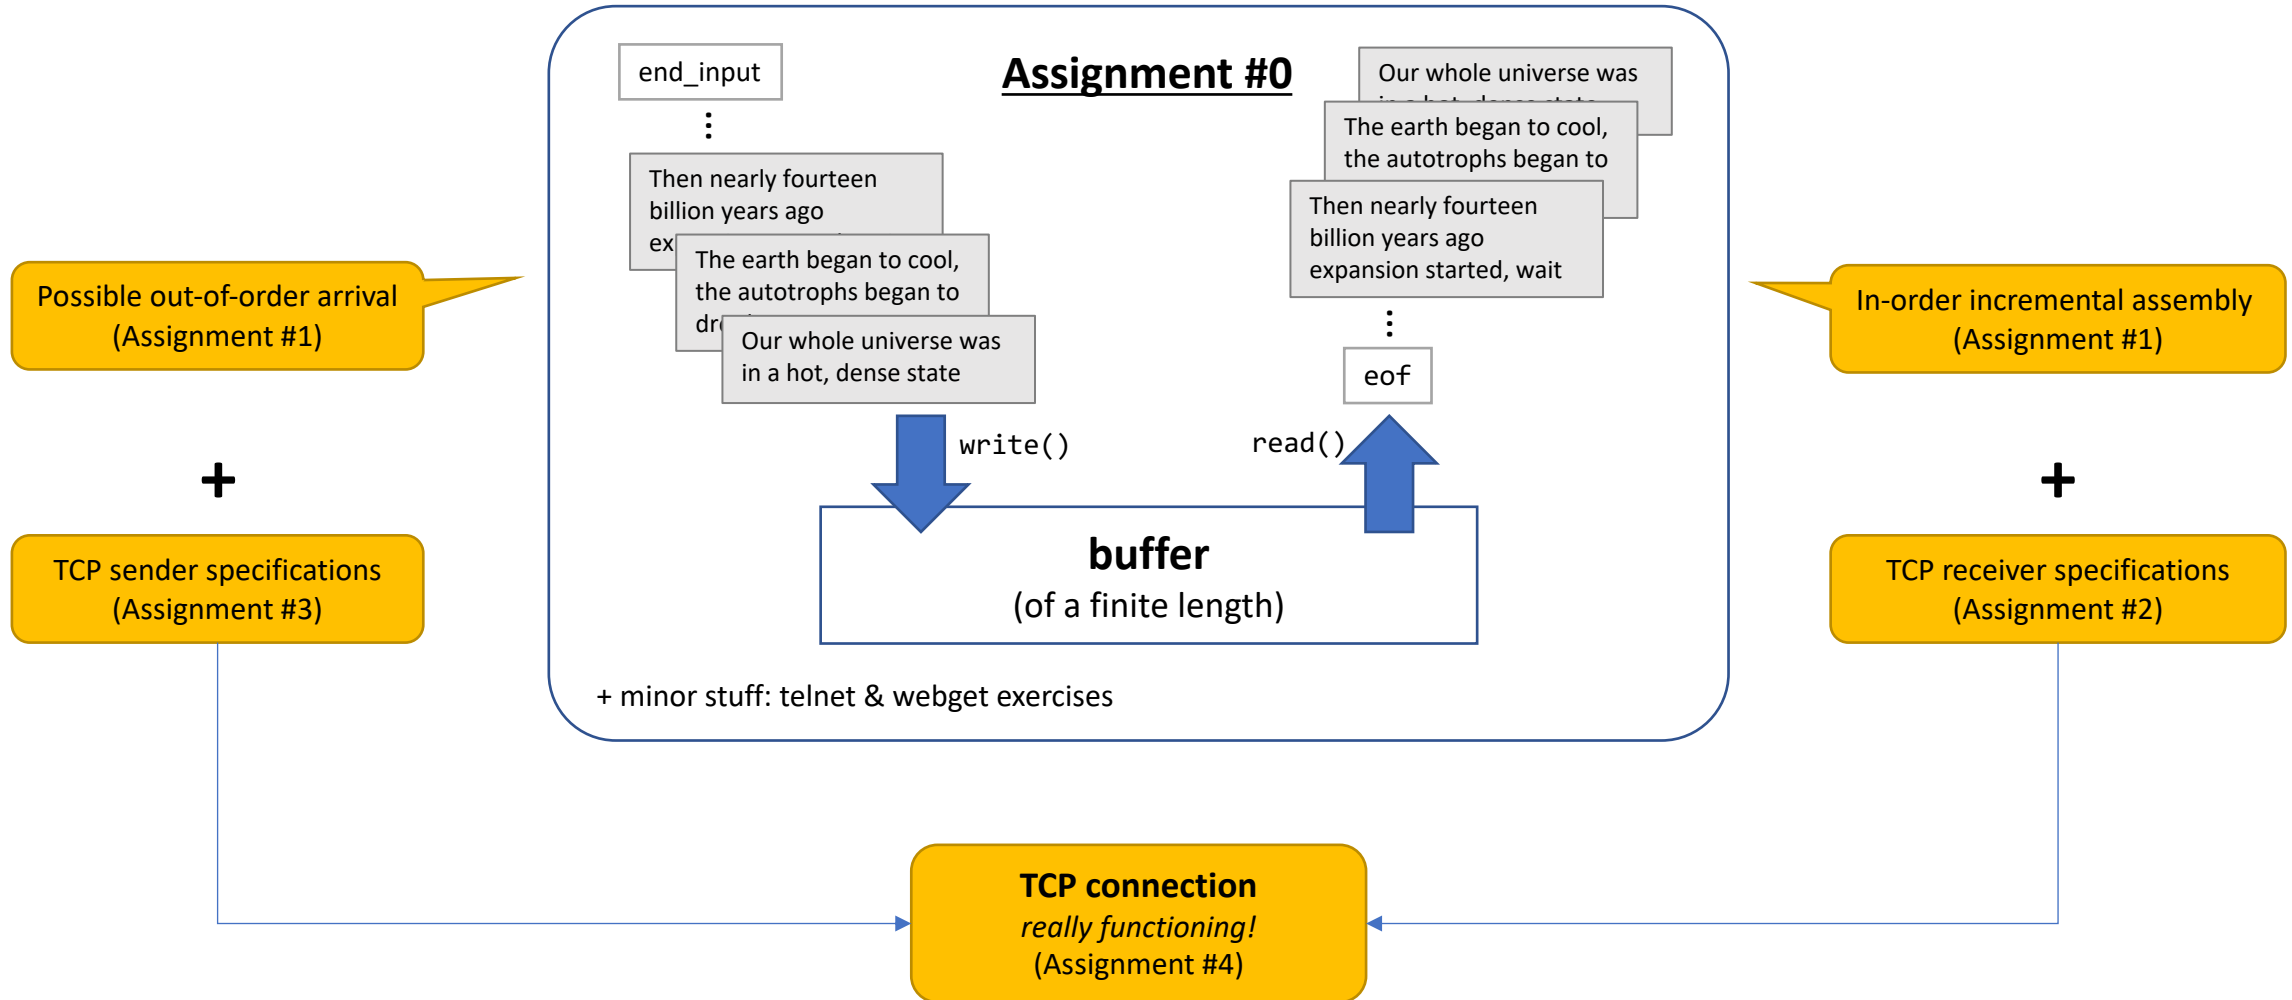 Assignment #0
end_input
⋮
Then nearly fourteen
billion years ago
The earth began to cool,
the autotrophs began to
Our whole universe was
in a hot, dense state
write()
Our whole universe was
in a hot, dense state
The earth began to cool,
the autotrophs began to
Then nearly fourteen
billion years ago
expansion started, wait
⋮
eof
read()
buffer
(of a finite length)
+ minor stuff: telnet & webget exercises
Possible out-of-order arrival
(Assignment #1)
+
TCP sender specifications
(Assignment #3)
In-order incremental assembly
(Assignment #1)
+
TCP receiver specifications
(Assignment #2)
TCP connection
really functioning!
(Assignment #4)